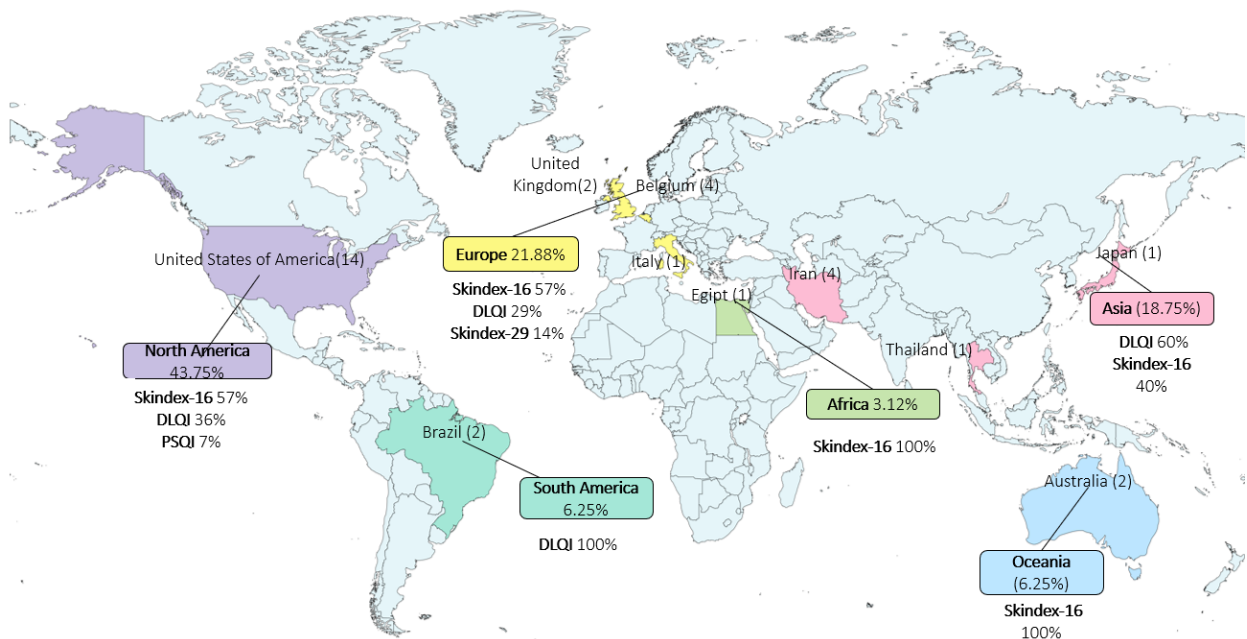 United
Kingdom(2)
Belgium (4)
Europe 21.88%
Italy (1)
Skindex-16 57%
DLQI 29%
Skindex-29 14%
United States of America(14)
North America
43.75%
Skindex-16 57%
DLQI 36%
PSQI 7%
Brazil (2)
South America
6.25%
DLQI 100%
Egipt (1)
Africa 3.12%
Skindex-16 100%
Iran (4)
Japan (1)
Thailand (1)
Asia (18.75%)
DLQI 60%
Skindex-16
40%
Australia (2)
Oceania
(6.25%)
Skindex-16
100%